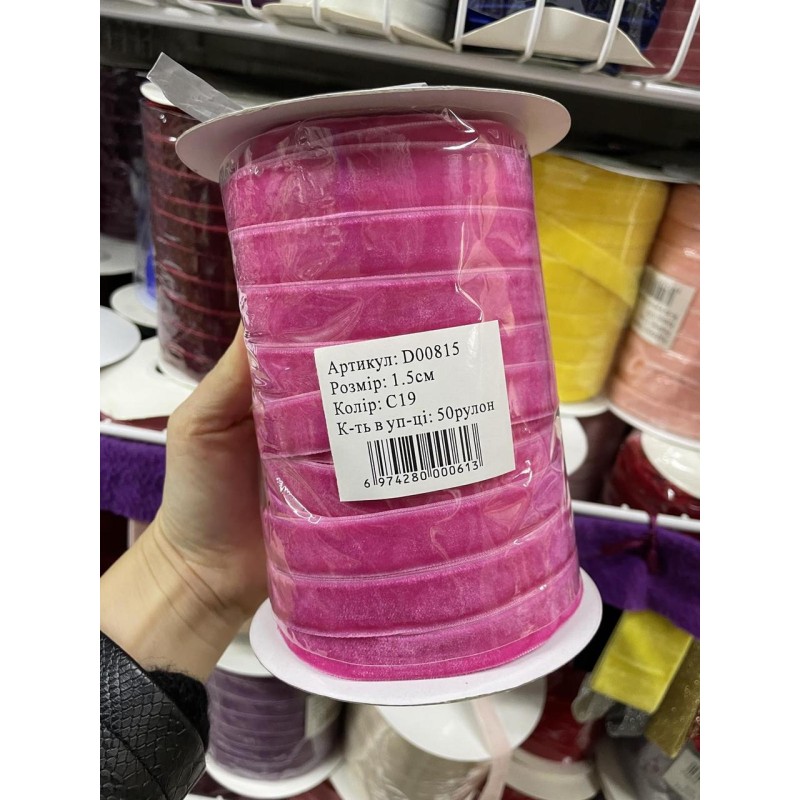 Артикул: D00815
Розмір: 1.5см
Колір: C19
К-ть в уп-ці: 50рулон
6 974280 000613